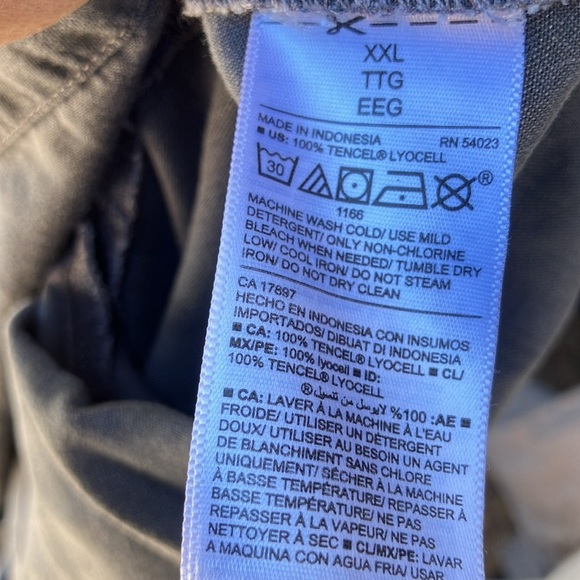 XXL
TTG
EEG
MADE IN INDONESIA RN 54023
■ US: 100% TENCEL® LYOCELL
30 ®
1166
MACHINE WASH COLD/ USE MILD
DETERGENT/ ONLY NON-CHLORINE
BLEACH WHEN NEEDED/ TUMBLE DRY
LOW/ COOL IRON/ DO NOT STEAM
IRON/ DO NOT DRY CLEAN
CA 17897
HECHO EN INDONESIA CON INSUMOS
IMPORTADOS/ DIBUAT DI INDONESIA
■ CA: 100% TENCEL® LYOCELL ■
MX/PE: 100% lyocell ■ ID:
100% TENCEL® LYOCELL ■ CL/
■ AE: 100% لايوسل من تنسيل®
■ CA: LAVER À LA MACHINE À L'EAU
FROIDE/ UTILISER UN DÉTERGENT
DOUX/ UTILISER AU BESOIN UN AGENT
DE BLANCHIMENT SANS CHLORE
UNIQUEMENT/ SÉCHER À LA MACHINE
À BASSE TEMPÉRATURE/ REPASSER
À BASSE TEMPÉRATURE/ NE PAS
REPASSER À LA VAPEUR/ NE PAS
NETTOYER À SEC ■ CL/MX/PE: LAVAR
A MAQUINA CON AGUA FRIA/ USAR